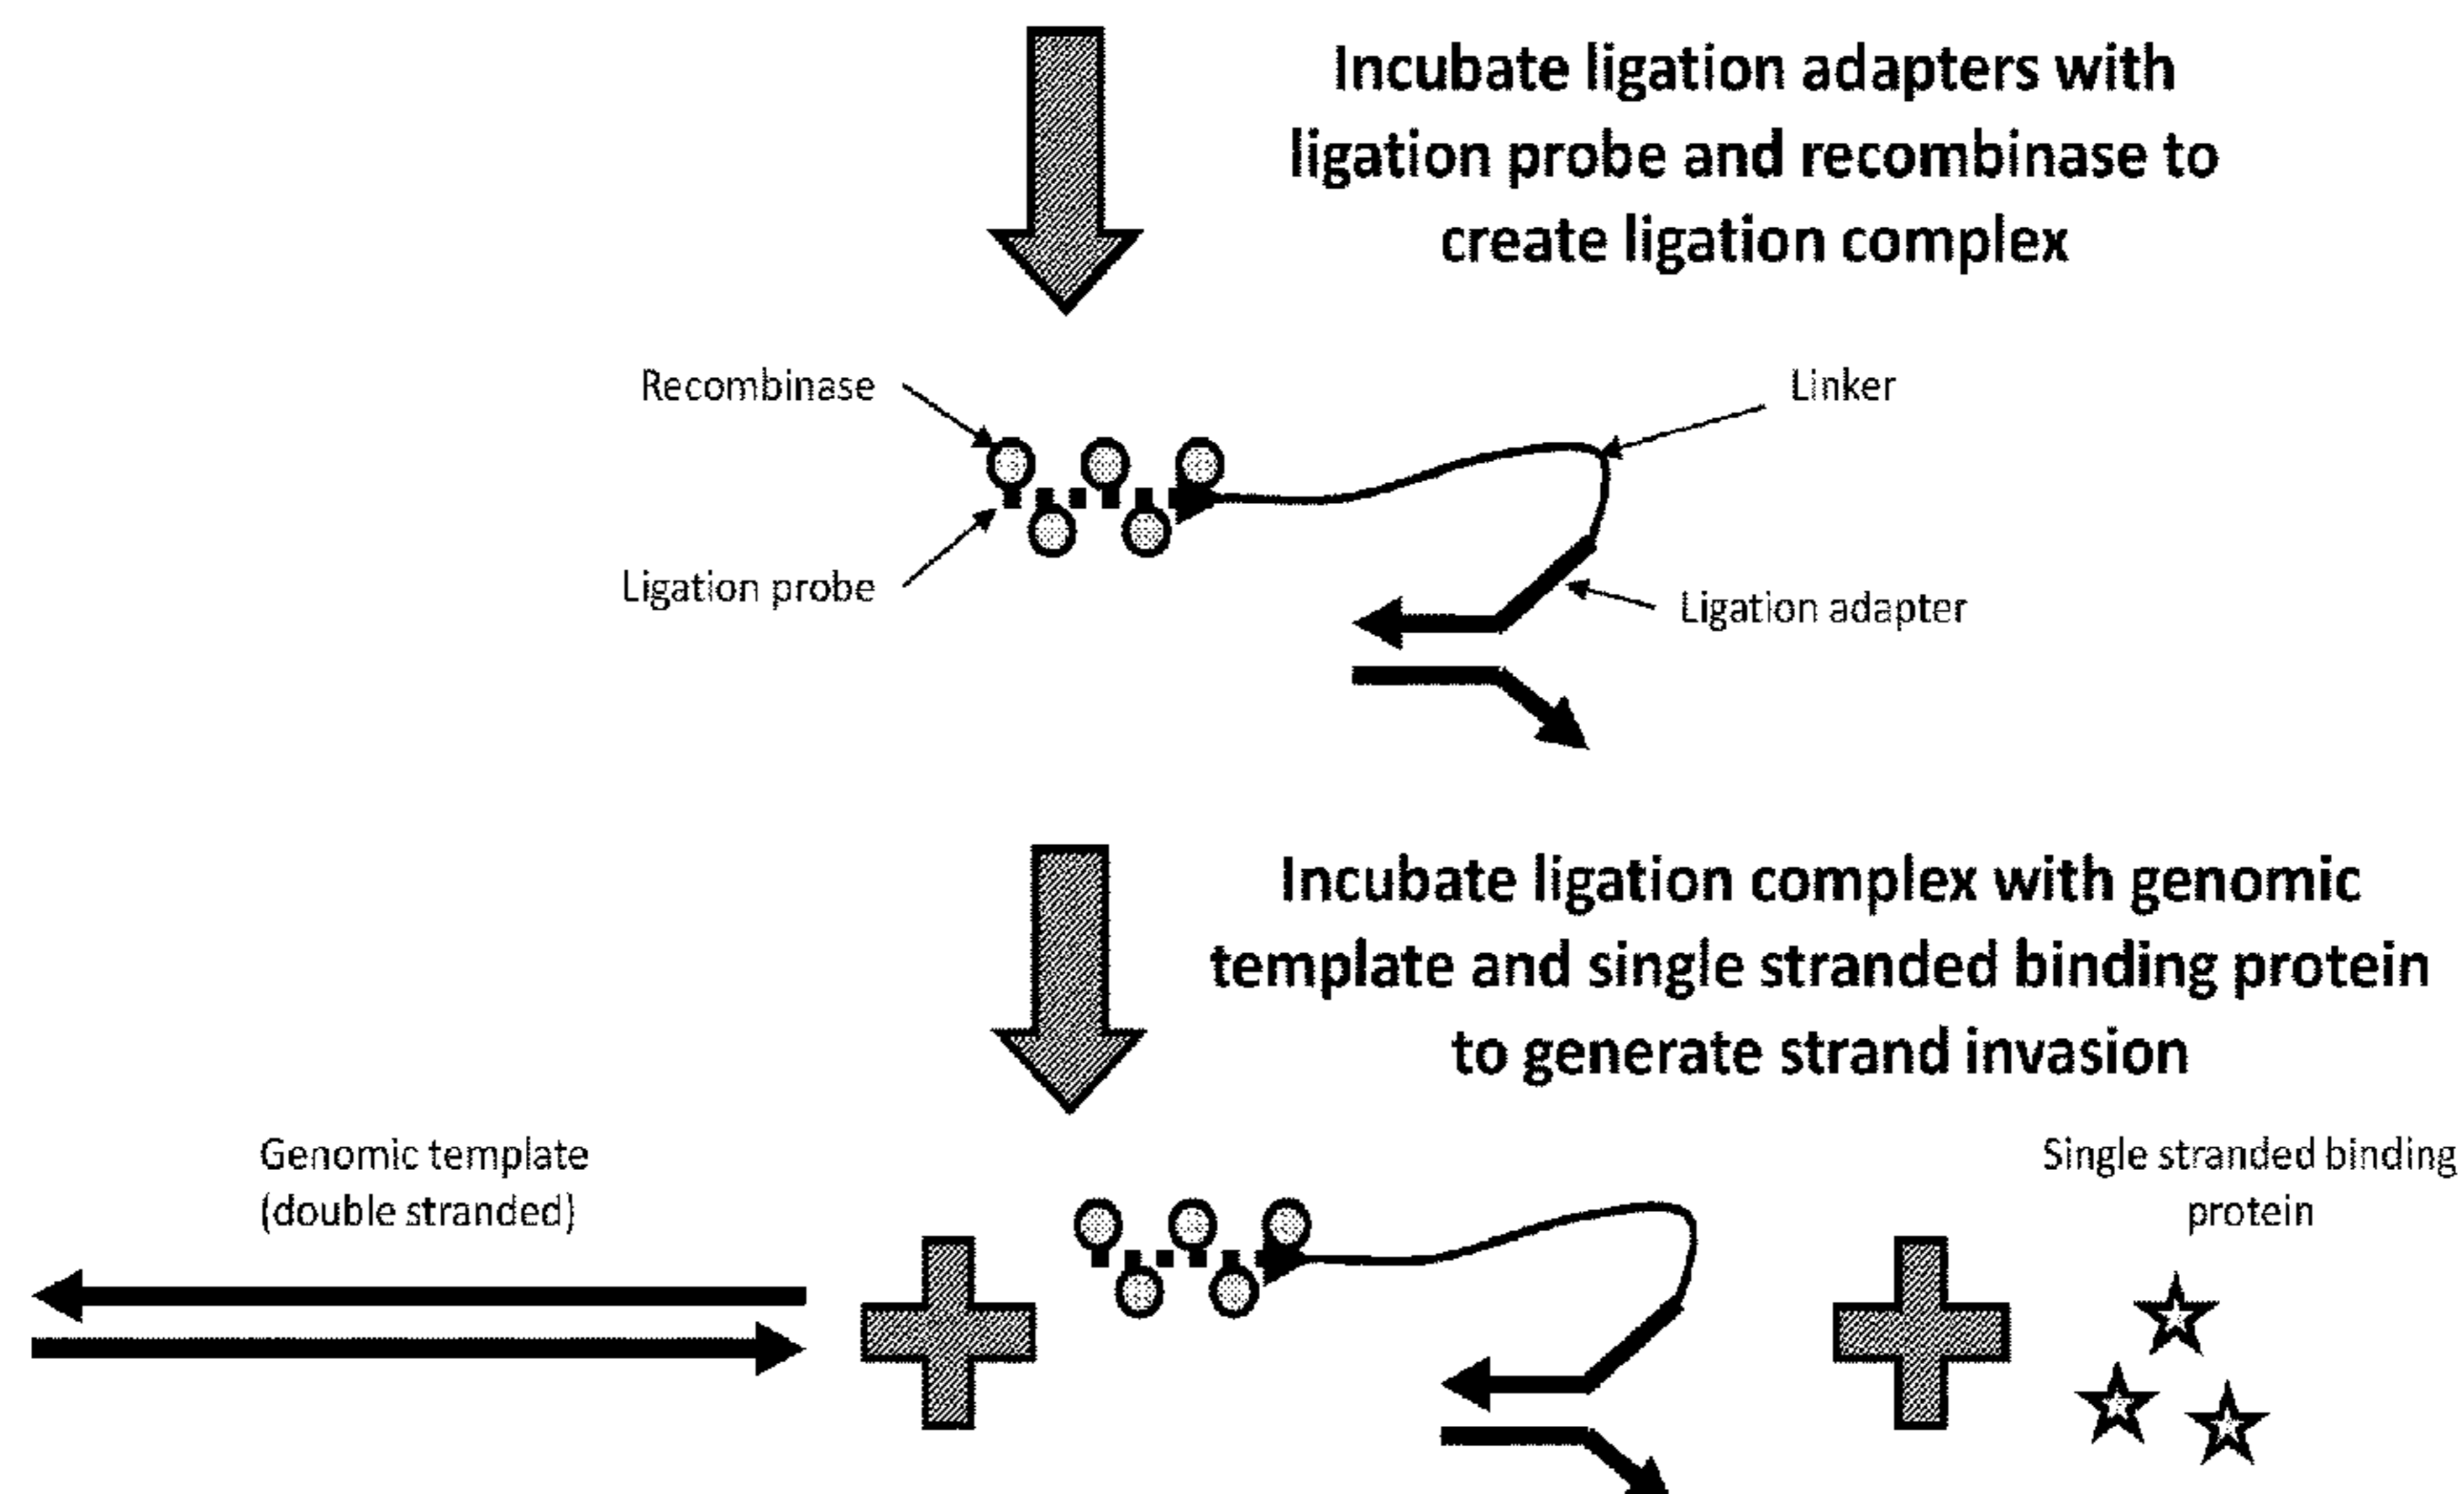 Incubate ligation adapters with
ligation probe and recombinase to
create ligation complex
Recombinase
Linker
Ligation probe
Ligation adapter
Incubate ligation complex with genomic
template and single stranded binding protein
to generate strand invasion
Genomic template
(double stranded)
Single stranded binding
protein